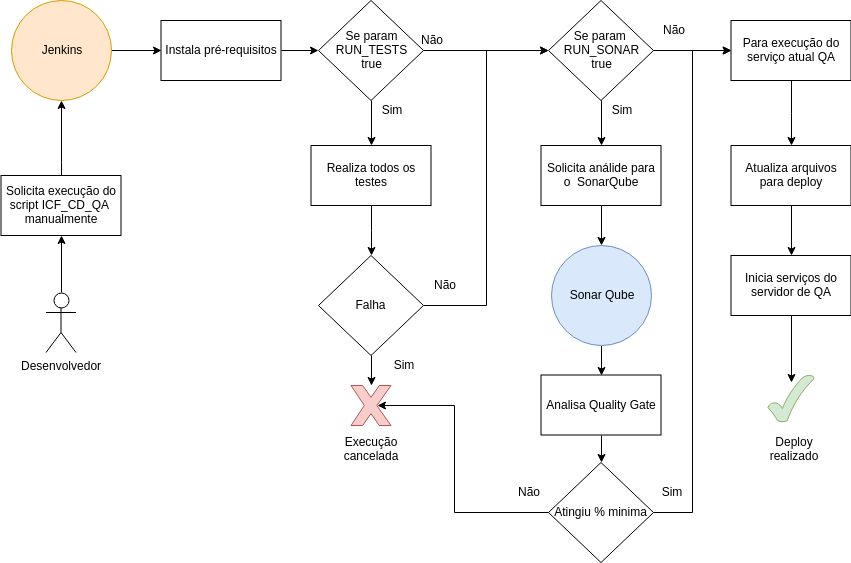 Jenkins
Instala pré-requisitos
Se param
RUN_TESTS
true
Não
Se param
RUN_SONAR
true
Não
Para execução do
serviço atual QA
Sim
Sim
Solicita execução do
script ICF_CD_QA
manualmente
Realiza todos os
testes
Solicita análide para
o SonarQube
Atualiza arquivos
para deploy
Desenvolvedor
Falha
Não
Sonar Qube
Inicia serviços do
servidor de QA
Sim
Execução
cancelada
Analisa Quality Gate
Deploy
realizado
Não
Atingiu % minima
Sim